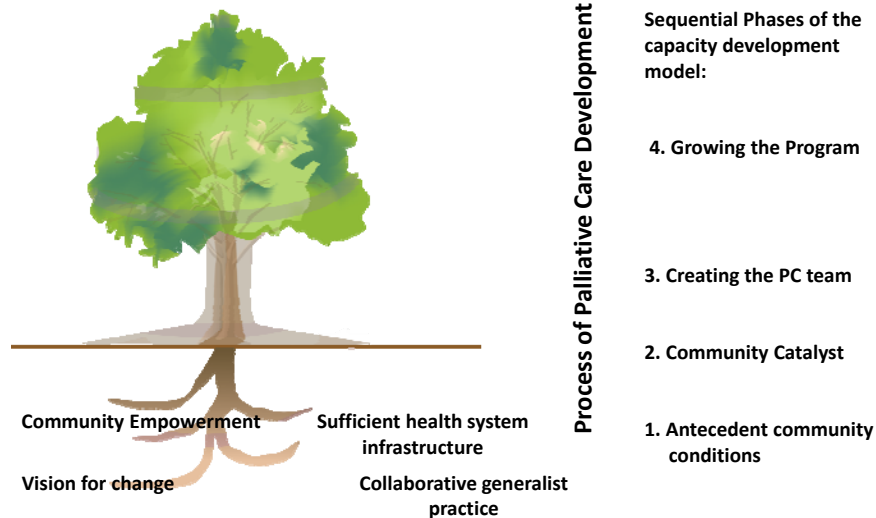 Sequential Phases of the
capacity development
model:
4. Growing the Program
3. Creating the PC team
2. Community Catalyst
1. Antecedent community
conditions
Process of Palliative Care Development
Community Empowerment
Sufficient health system
infrastructure
Vision for change
Collaborative generalist
practice